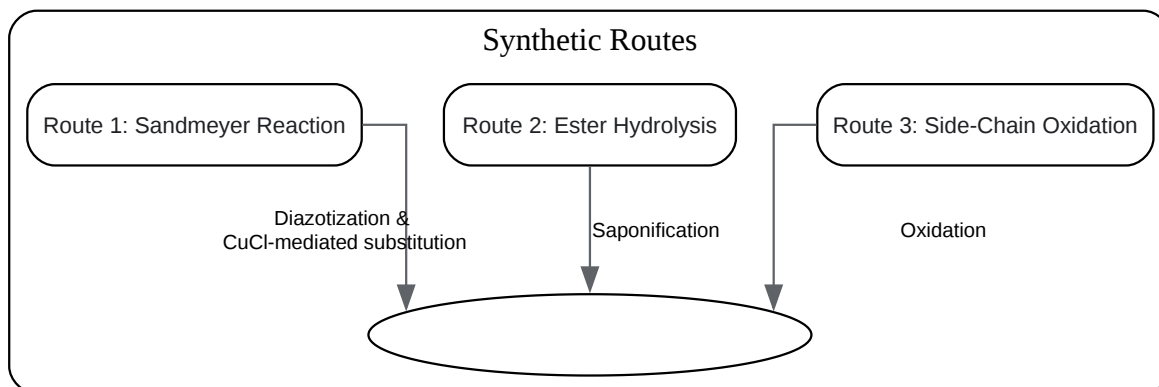 Synthetic Routes
Route 1: Sandmeyer Reaction
Route 2: Ester Hydrolysis
Route 3: Side-Chain Oxidation
Diazotization &
CuCl-mediated substitution
Saponification
Oxidation